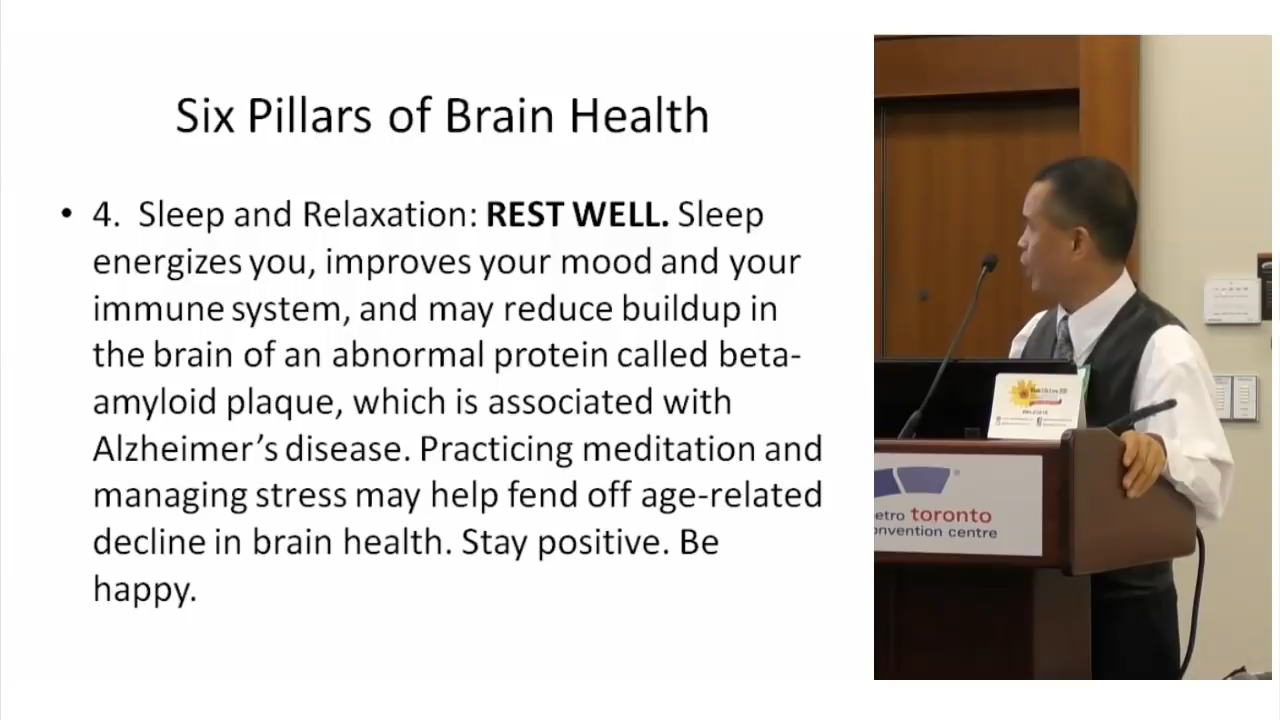 Six Pillars of Brain Health
• 4. Sleep and Relaxation: REST WELL. Sleep
energizes you, improves your mood and your
immune system, and may reduce buildup in
the brain of an abnormal protein called beta-
amyloid plaque, which is associated with
Alzheimer’s disease. Practicing meditation and
managing stress may help fend off age-related
decline in brain health. Stay positive. Be
happy.
etro toronto
onvention centre